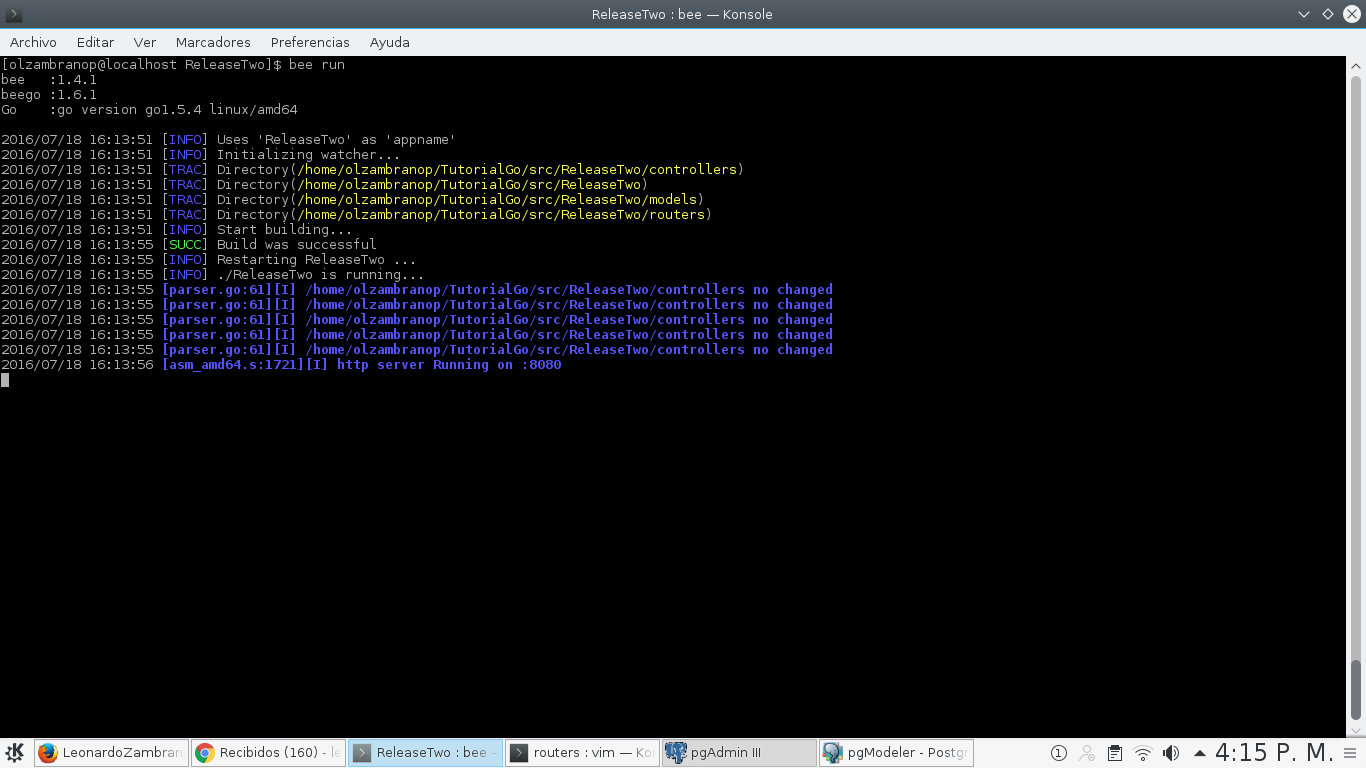 ReleaseTwo : bee — Konsole
Archivo Editar Ver Marcadores Preferencias Ayuda
[olzambranop@localhost ReleaseTwo]$ bee run
bee   :1.4.1
beego :1.6.1
Go    :go version go1.5.4 linux/amd64
2016/07/18 16:13:51 [INFO] Uses 'ReleaseTwo' as 'appname'
2016/07/18 16:13:51 [INFO] Initializing watcher...
2016/07/18 16:13:51 [TRAC] Directory(/home/olzambranop/TutorialGo/src/ReleaseTwo/controllers)
2016/07/18 16:13:51 [TRAC] Directory(/home/olzambranop/TutorialGo/src/ReleaseTwo)
2016/07/18 16:13:51 [TRAC] Directory(/home/olzambranop/TutorialGo/src/ReleaseTwo/models)
2016/07/18 16:13:51 [TRAC] Directory(/home/olzambranop/TutorialGo/src/ReleaseTwo/routers)
2016/07/18 16:13:51 [INFO] Start building...
2016/07/18 16:13:55 [SUCC] Build was successful
2016/07/18 16:13:55 [INFO] Restarting ReleaseTwo ...
2016/07/18 16:13:55 [INFO] ./ReleaseTwo is running...
2016/07/18 16:13:55 [parser.go:61][I] /home/olzambranop/TutorialGo/src/ReleaseTwo/controllers no changed
2016/07/18 16:13:55 [parser.go:61][I] /home/olzambranop/TutorialGo/src/ReleaseTwo/controllers no changed
2016/07/18 16:13:55 [parser.go:61][I] /home/olzambranop/TutorialGo/src/ReleaseTwo/controllers no changed
2016/07/18 16:13:55 [parser.go:61][I] /home/olzambranop/TutorialGo/src/ReleaseTwo/controllers no changed
2016/07/18 16:13:55 [parser.go:61][I] /home/olzambranop/TutorialGo/src/ReleaseTwo/controllers no changed
2016/07/18 16:13:56 [asm_amd64.s:1721][I] http server Running on :8080
LeonardoZambran Recibidos (160) - le ReleaseTwo : bee — routers : vim — Kor pgAdmin III pgModeler - Postgr 1 4:15 P. M.